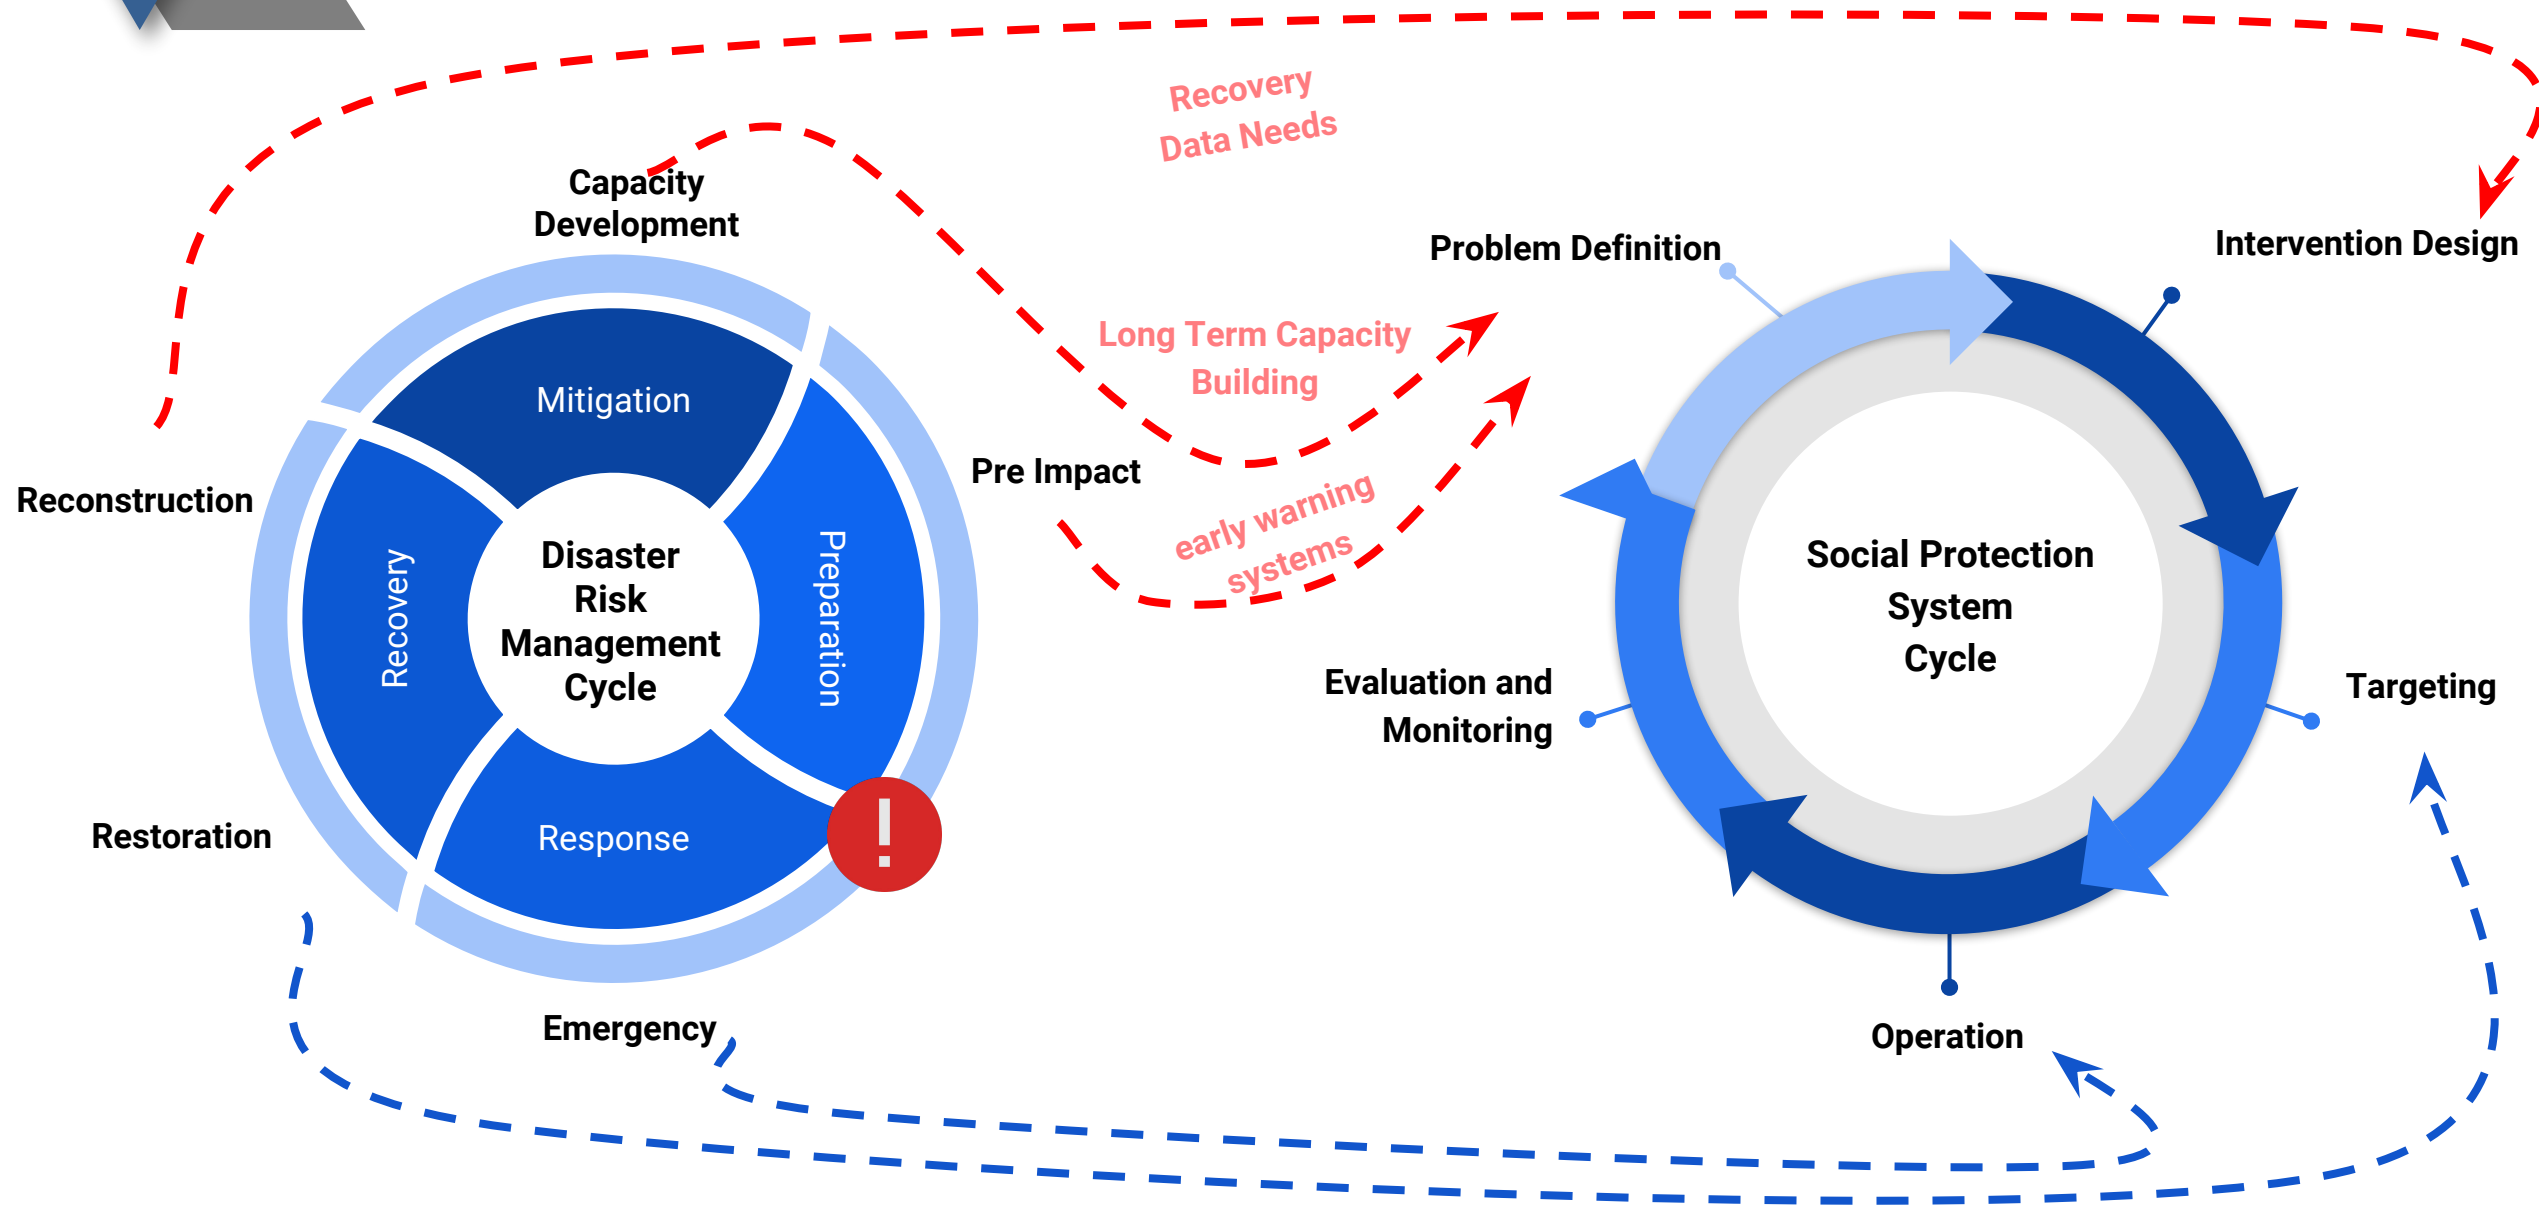 Recovery
Data Needs
Capacity
Development
Problem Definition
Intervention Design
Long Term Capacity
Building
Mitigation
Pre Impact
Reconstruction
early warning
systems
Preparation
Recovery
Disaster
Risk
Management
Cycle
Social Protection
System
Cycle
Evaluation and
Monitoring
Targeting
Restoration
Response
!
Emergency
Operation